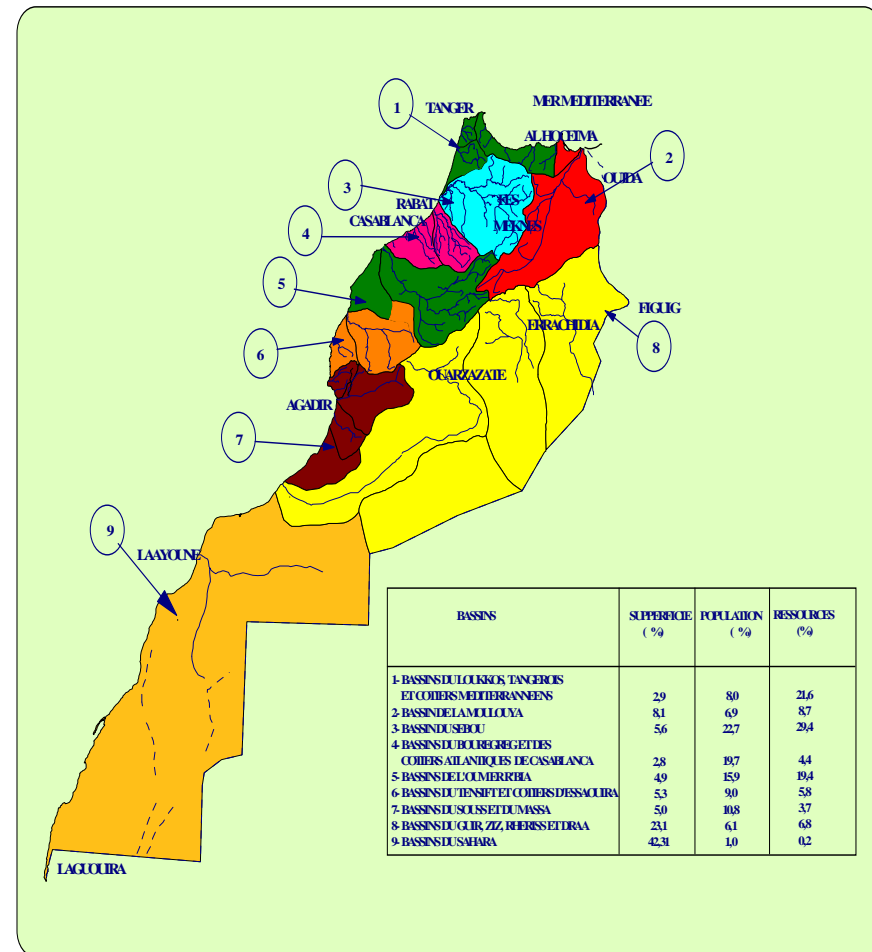 1
TANGER
MER MEDITERRANEE
AL HOCEIMA
2
OUJDA
3
FES
RABAT
MEKNES
CASABLANCA
4
5
FIGUIG
ERRACHIDIA
6
8
OUARZAZATE
AGADIR
7
9
LAAYOUNE
LAGUOUIRA
BASSINS SUPPERFICIE POPULATION RESSOURCES
( %) ( %) (%)
1- BASSINS DU LOUKKOS, TANGEROIS
ET COTIERS MEDITERRANNEENS 2,9 8,0 21,6
2- BASSIN DE LA MOULOUYA 8,1 6,9 8,7
3- BASSIN DU SEBOU 5,6 22,7 29,4
4- BASSINS DU BOUREGREG ET DES
COTIERS ATLANTIQUES DE CASABLANCA 2,8 19,7 4,4
5- BASSINS DE L'OUM ER R'BIA 4,9 15,9 19,4
6- BASSINS DU TENSIFT ET COTIERS D'ESSAOUIRA 5,3 9,0 5,8
7- BASSINS DU SOUSS ET DU MASSA 5,0 10,8 3,7
8- BASSINS DU GUIR, ZIZ, RHERISS ET DRAA 23,1 6,1 6,8
9- BASSINS DU SAHARA 42,31 1,0 0,2